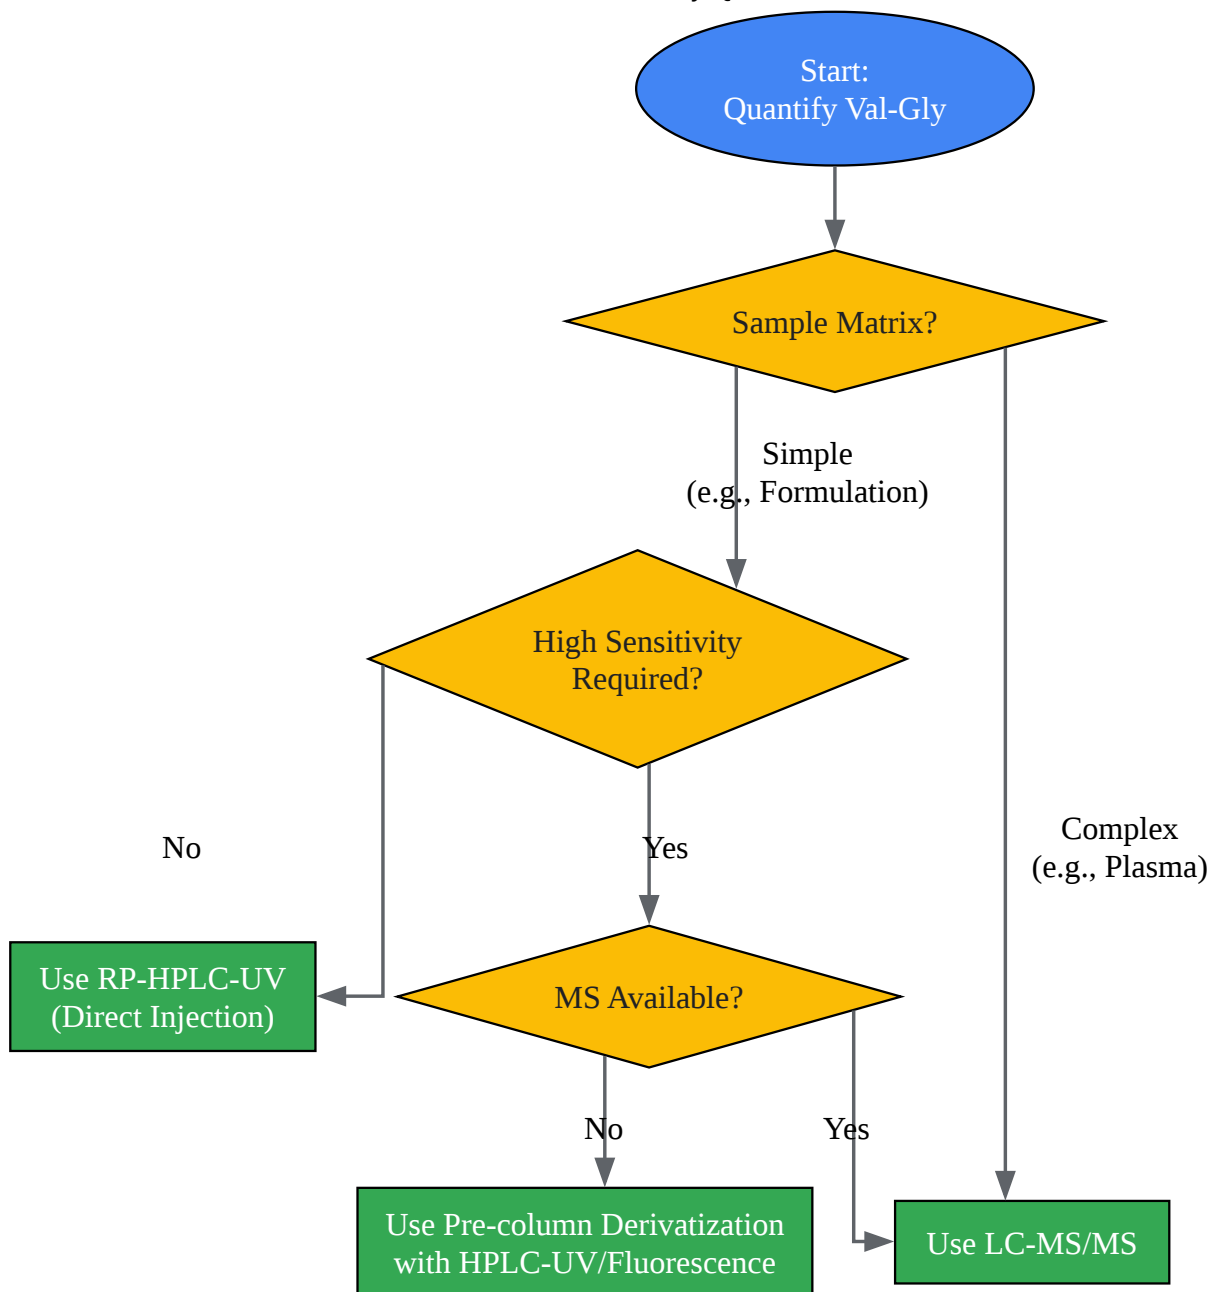 Start:
Quantify Val-Gly
Sample Matrix?
Simple
(e.g., Formulation)
High Sensitivity
Required?
Complex
(e.g., Plasma)
No
Yes
Use RP-HPLC-UV
(Direct Injection)
MS Available?
No
Yes
Use Pre-column Derivatization
with HPLC-UV/Fluorescence
Use LC-MS/MS